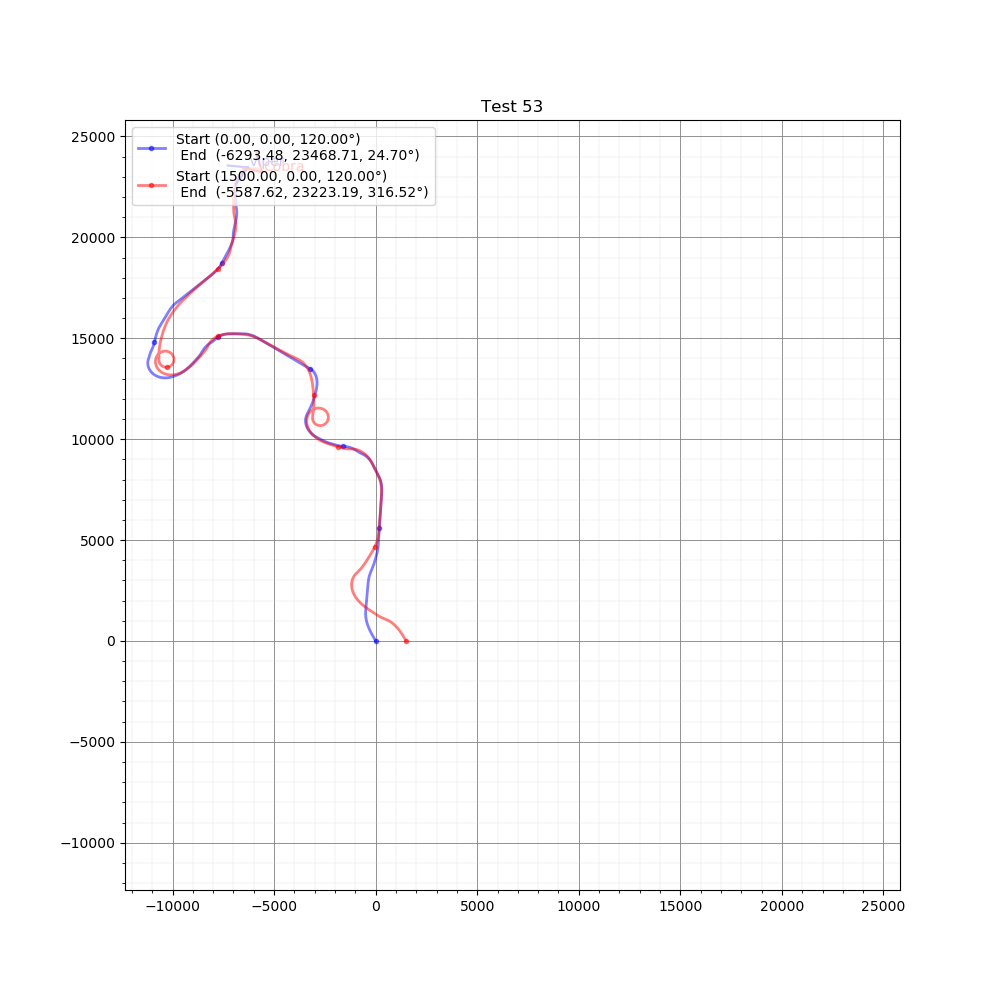 Test 53
Start (0.00, 0.00, 120.00°)
End  (-6293.48, 23468.71, 24.70°)
Start (1500.00, 0.00, 120.00°)
End  (-5587.62, 23223.19, 316.52°)
25000
20000
15000
10000
5000
0
−5000
−10000
−10000 −5000 0 5000 10000 15000 20000 25000